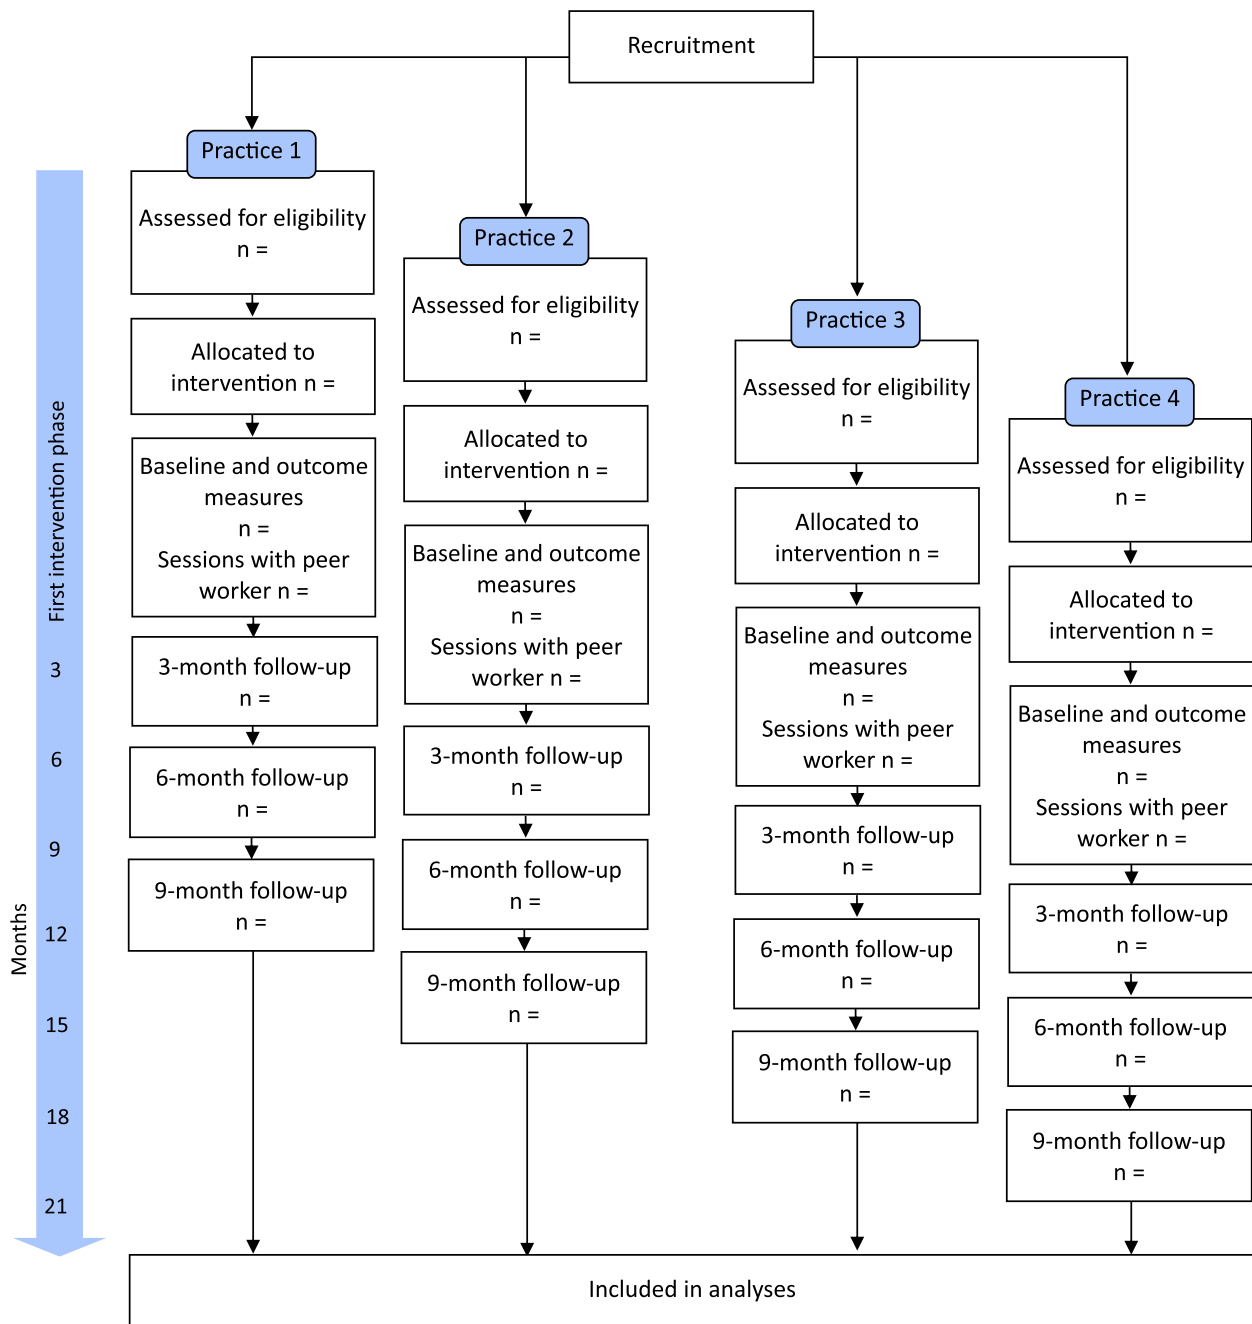 Recruitment
Practice 1
Assessed for eligibility
n =
Allocated to
intervention n =
Baseline and outcome
measures
n =
Sessions with peer
worker n =
3-month follow-up
n =
6-month follow-up
n =
9-month follow-up
n =
Practice 2
Assessed for eligibility
n =
Allocated to
intervention n =
Baseline and outcome
measures
n =
Sessions with peer
worker n =
3-month follow-up
n =
6-month follow-up
n =
9-month follow-up
n =
Practice 3
Assessed for eligibility
n =
Allocated to
intervention n =
Baseline and outcome
measures
n =
Sessions with peer
worker n =
3-month follow-up
n =
6-month follow-up
n =
9-month follow-up
n =
Practice 4
Assessed for eligibility
n =
Allocated to
intervention n =
Baseline and outcome
measures
n =
Sessions with peer
worker n =
3-month follow-up
n =
6-month follow-up
n =
9-month follow-up
n =
First intervention phase
Months
3
6
9
12
15
18
21
Included in analyses